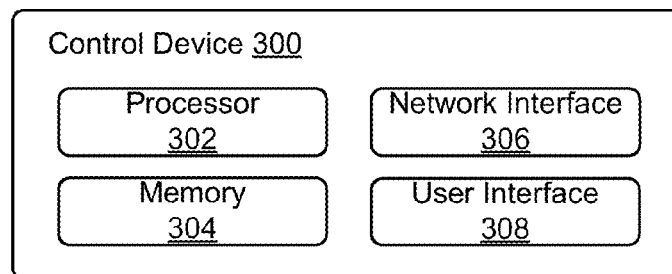 Control Device 300
Processor
302
Network Interface
306
Memory
304
User Interface
308